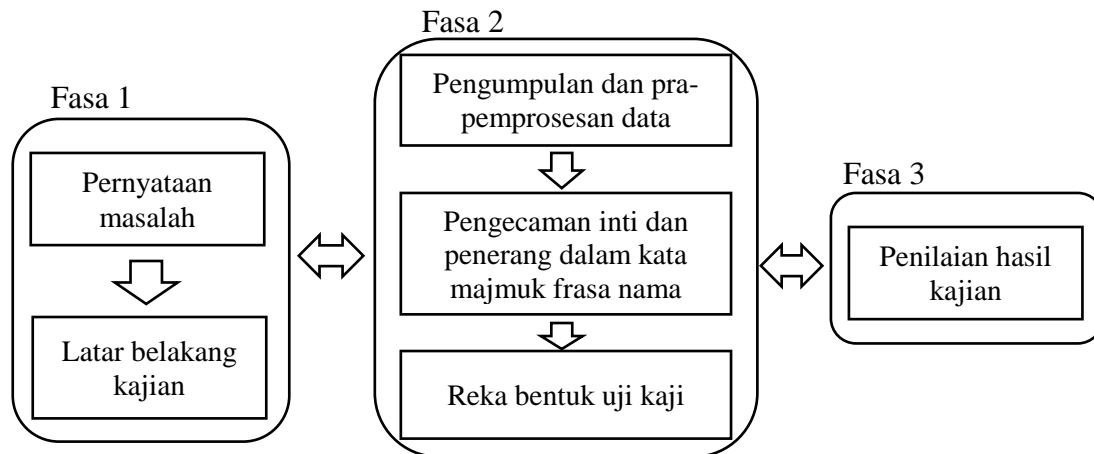 Fasa 1
Pernyataan
masalah
Latar belakang
kajian
Fasa 2
Pengumpulan dan pra-
pemprosesan data
Pengecaman inti dan
penerang dalam kata
majmuk frasa nama
Reka bentuk uji kaji
Fasa 3
Penilaian hasil
kajian